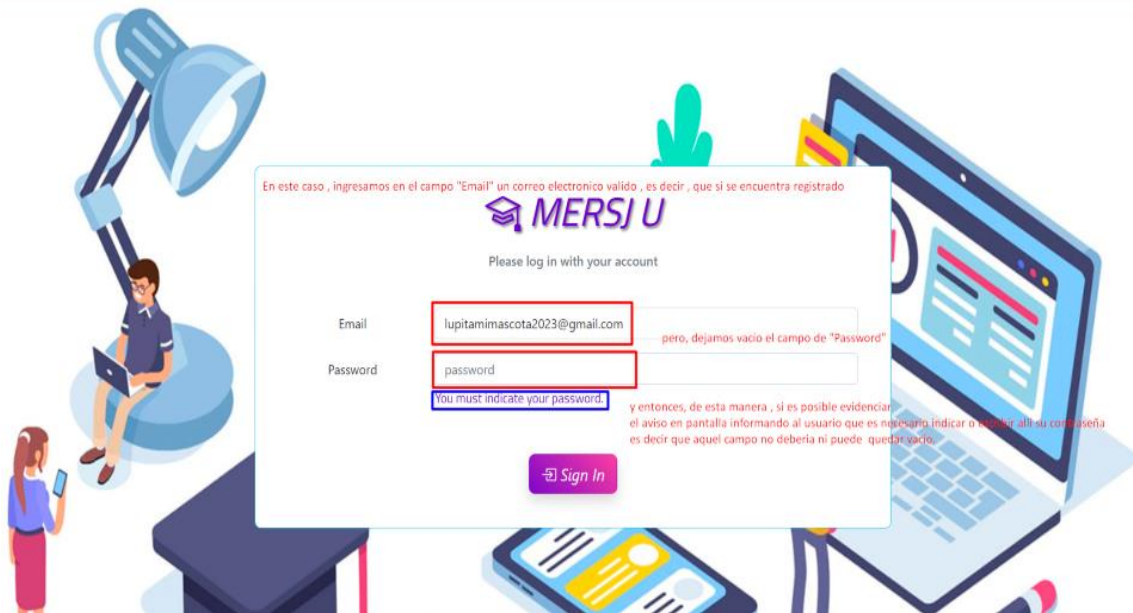 En este caso , ingresamos en el campo "Email" un correo electronico valido , es decir , que si se encuentra registrado
MERSJ U
Please log in with your account
Email
lupitamimascota2023@gmail.com
pero, dejamos vacio el campo de "Password"
Password
password
You must indicate your password.
y entonces, de esta manera , si es posible evidenciar
el aviso en pantalla informando al usuario que es necesario indicar o escribir alli su contraseña
es decir que aquel campo no deberia ni puede quedar vacio.
Sign In